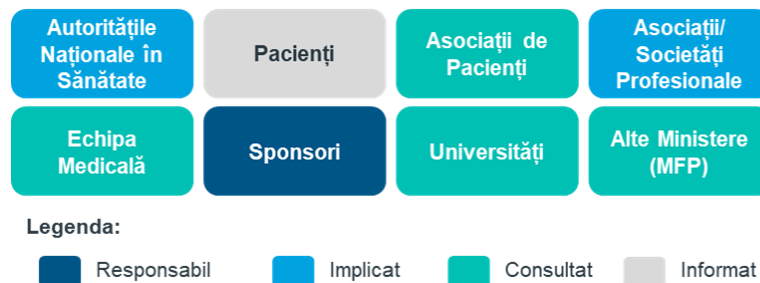 Autoritățile
Naționale în
Sănătate
Pacienți
Asociații de
Pacienți
Asociații/
Societăți
Profesionale
Echipa
Medicală
Sponsori
Universități
Alte Ministere
(MFP)
Legenda:
Responsabil
Implicat
Consultat
Informat